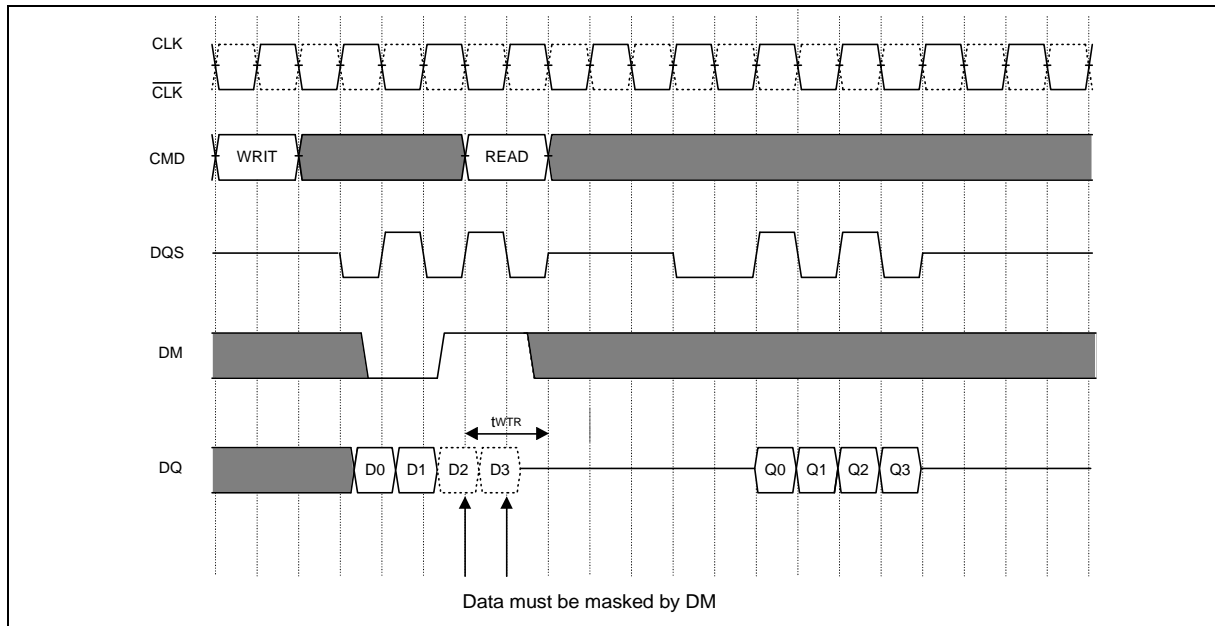 CLK
CLK
CMD WRIT READ
DQS
DM
tWTR
DQ D0 D1 D2 D3 Q0 Q1 Q2 Q3
Data must be masked by DM